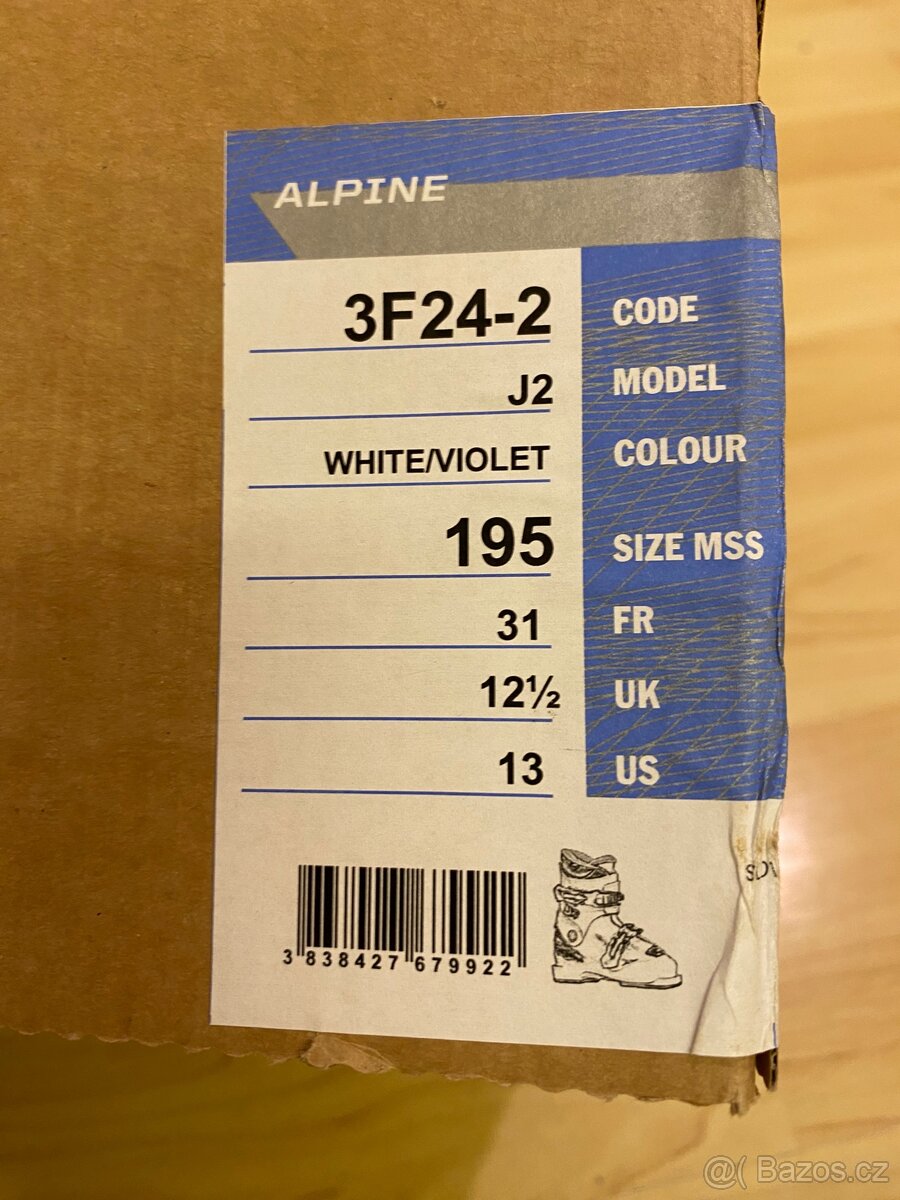 ALPINE
3F24-2 CODE
J2 MODEL
WHITE/VIOLET COLOUR
195 SIZE MSS
31 FR
12½ UK
13 US
3 838427 679922
@( Bazos.cz